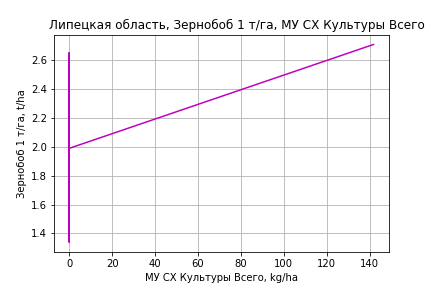 Липецкая область, Зернобоб 1 т/га, МУ СХ Культуры Всего
2.6
2.4
2.2
2.0
1.8
1.6
1.4
Зернобоб 1 т/га, t/ha
0 20 40 60 80 100 120 140
МУ СХ Культуры Всего, kg/ha